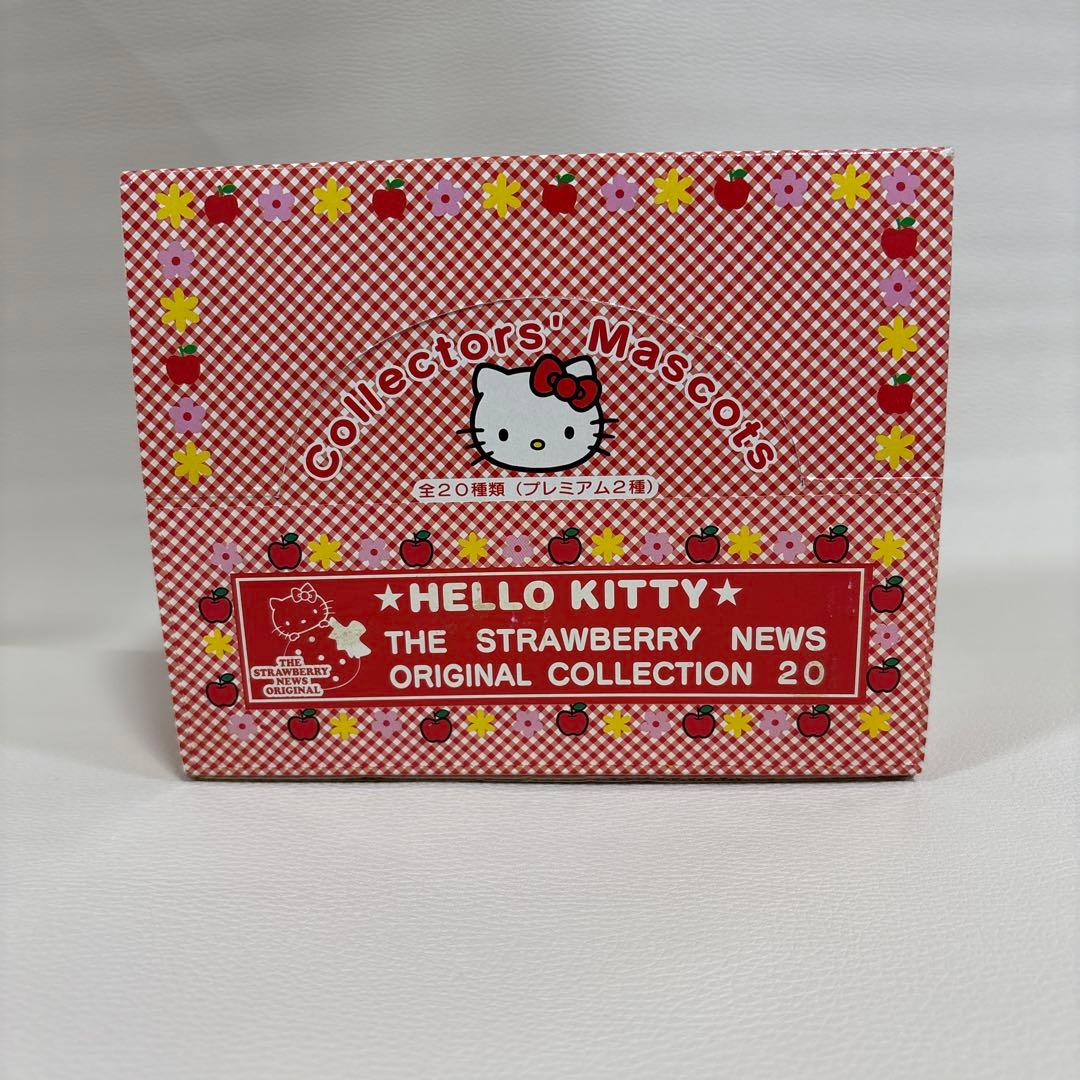 Collectors' Mascots
全20種類(プレミアム2種)
★HELLO KITTY★
THE STRAWBERRY NEWS
ORIGINAL COLLECTION 20
THE
STRAWBERRY
NEWS
ORIGINAL